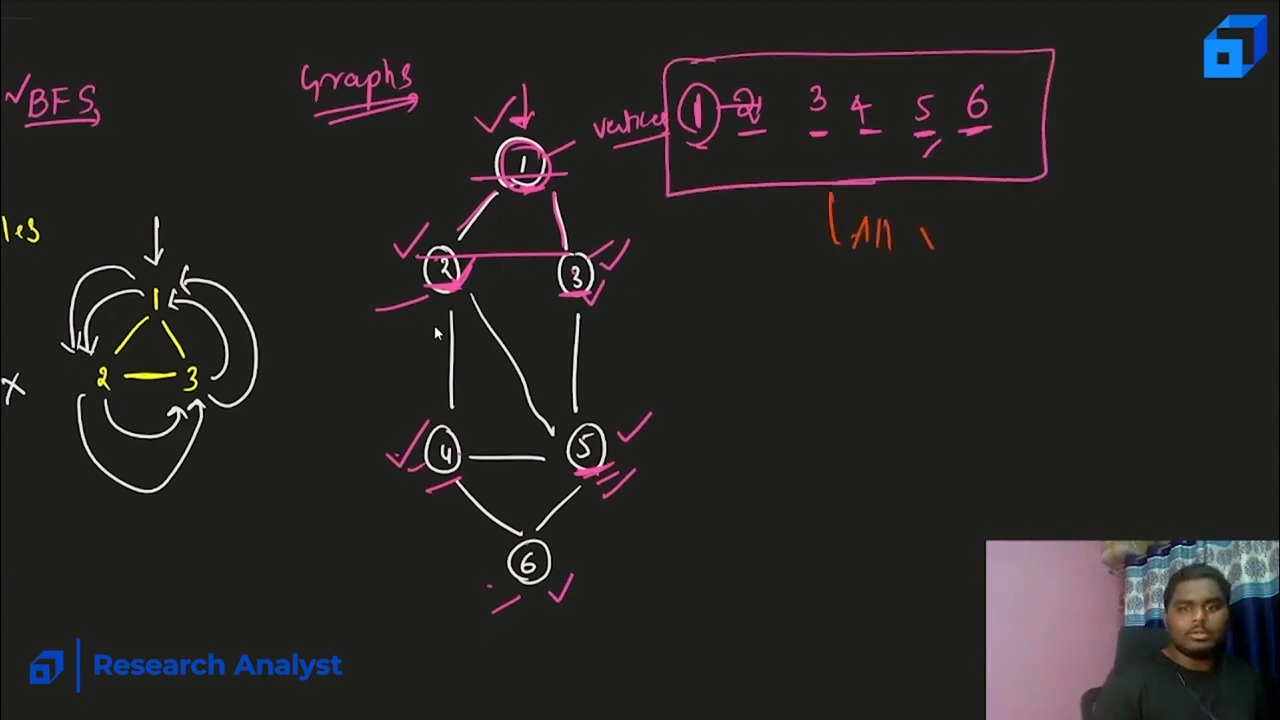 BFS
Graphs
vertices
1 2 3 4 5 6
les
1
2 3
x
1
2 3
4 5
6
Research Analyst